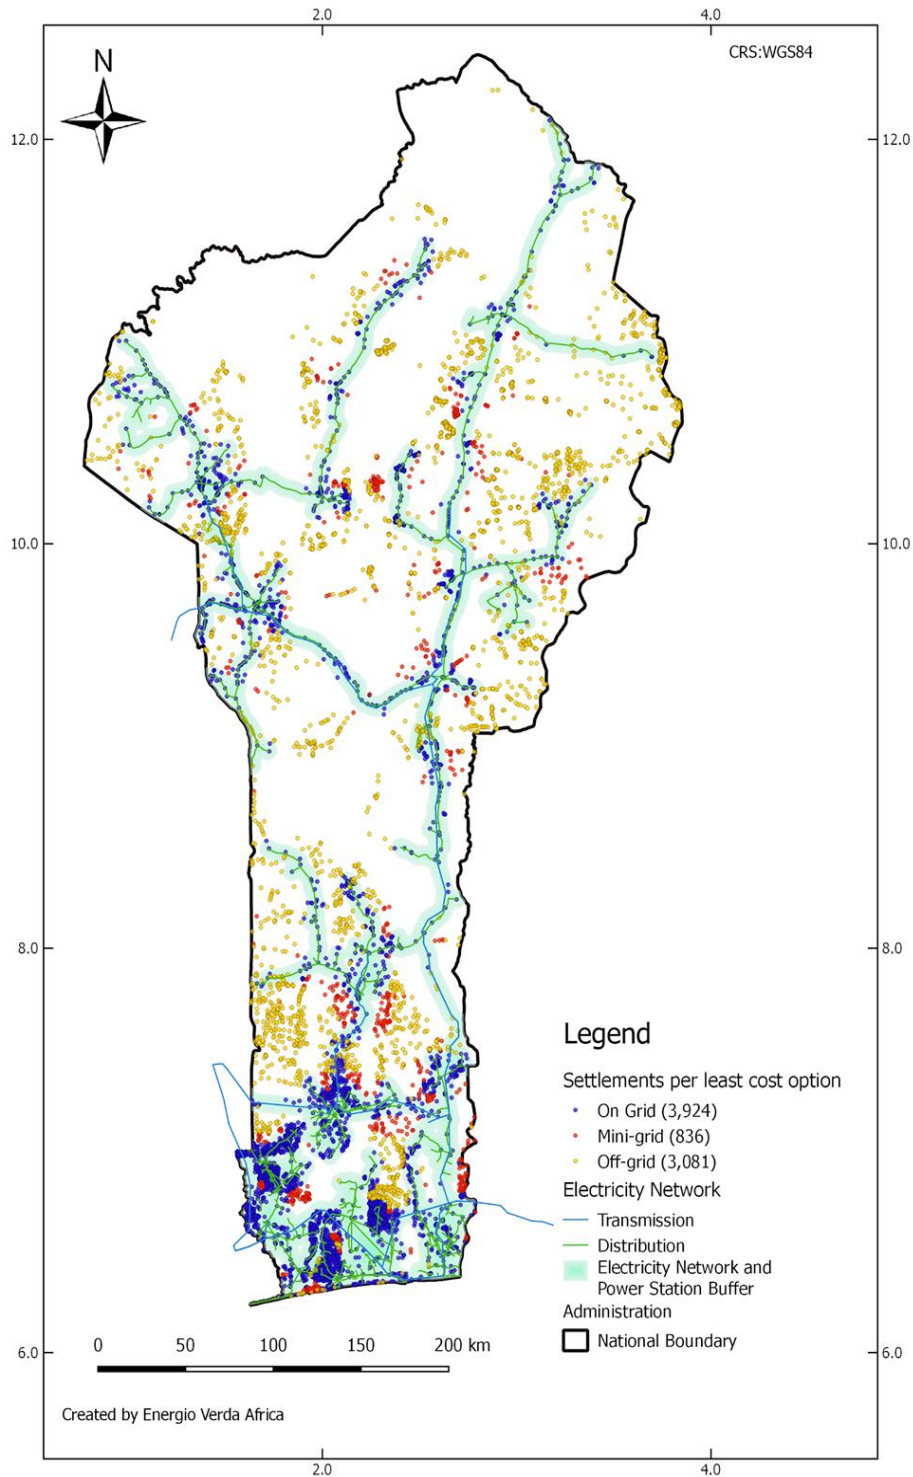 2.0
4.0
CRS:WGS84
N
12.0
12.0
10.0
10.0
8.0
8.0
Legend
Settlements per least cost option
On Grid (3,924)
Mini-grid (836)
Off-grid (3,081)
Electricity Network
Transmission
Distribution
Electricity Network and
Power Station Buffer
Administration
National Boundary
0 50 100 150 200 km
6.0
6.0
Created by Energio Verda Africa
2.0
4.0